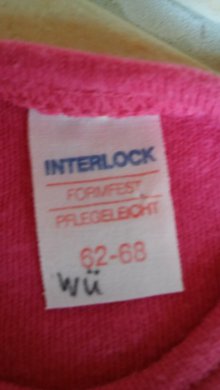 INTERLOCK
FORMFEST
PFLEGELEICHT
62-68
Wü